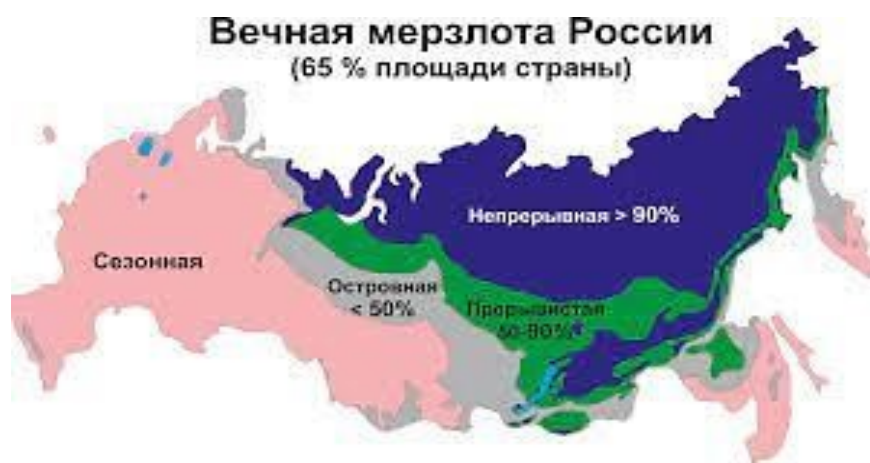 Вечная мерзлота России
(65 % площади страны)
Непрерывная > 90%
Сезонная
Островная
< 50%
Прерывистая
50-90%